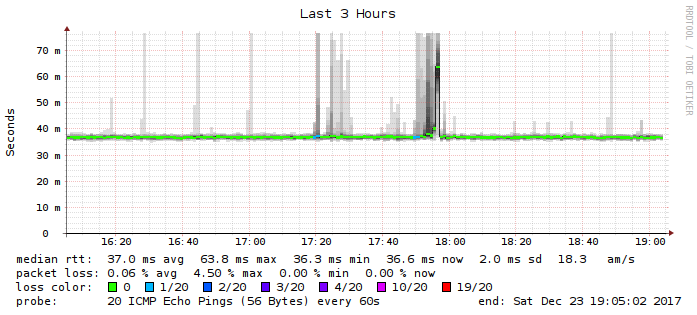 Last 3 Hours
RRDTOOL / TOBI OETIKER
Seconds
70 m
60 m
50 m
40 m
30 m
20 m
10 m
0
16:20 16:40 17:00 17:20 17:40 18:00 18:20 18:40 19:00
median rtt: 37.0 ms avg 63.8 ms max 36.3 ms min 36.6 ms now 2.0 ms sd 18.3 am/s
packet loss: 0.06 % avg 4.50 % max 0.00 % min 0.00 % now
loss color: 0 1/20 2/20 3/20 4/20 10/20 19/20
probe: 20 ICMP Echo Pings (56 Bytes) every 60s end: Sat Dec 23 19:05:02 2017